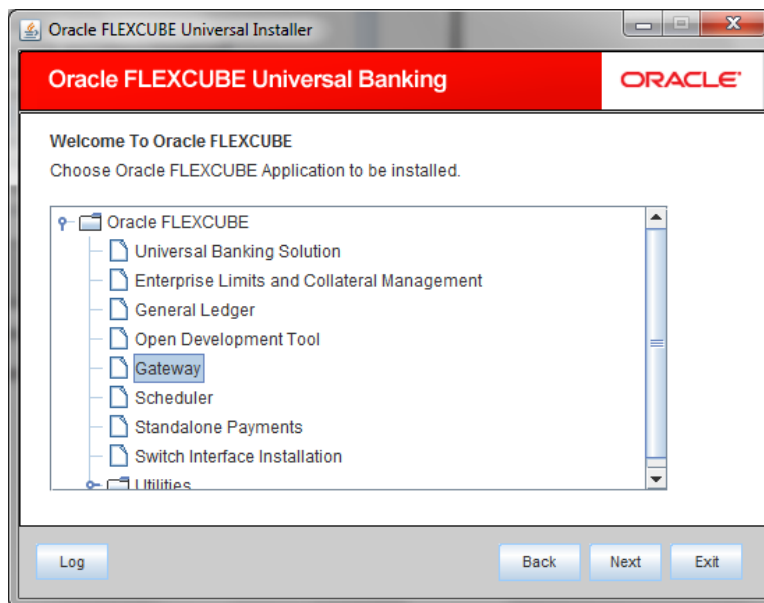 Oracle FLEXCUBE Universal Installer
Oracle FLEXCUBE Universal Banking
ORACLE
Welcome To Oracle FLEXCUBE
Choose Oracle FLEXCUBE Application to be installed.
Oracle FLEXCUBE
Universal Banking Solution
Enterprise Limits and Collateral Management
General Ledger
Open Development Tool
Gateway
Scheduler
Standalone Payments
Switch Interface Installation
Utilities
Log Back Next Exit